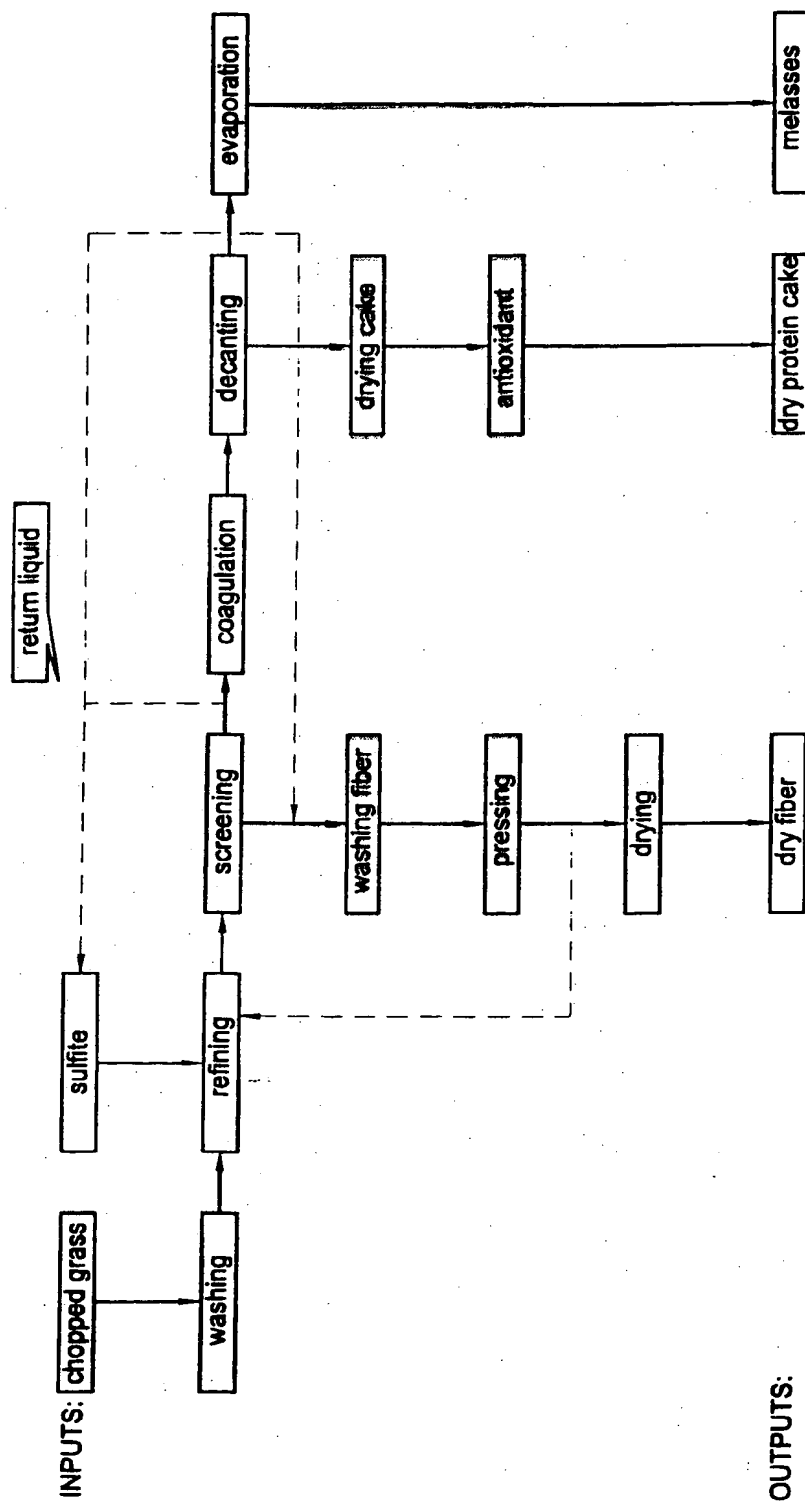 return liquid
INPUTS:
chopped grass
sulfite
washing
refining
screening
coagulation
decanting
evaporation
washing fiber
drying cake
pressing
antioxidant
drying
OUTPUTS:
dry fiber
dry protein cake
melasses